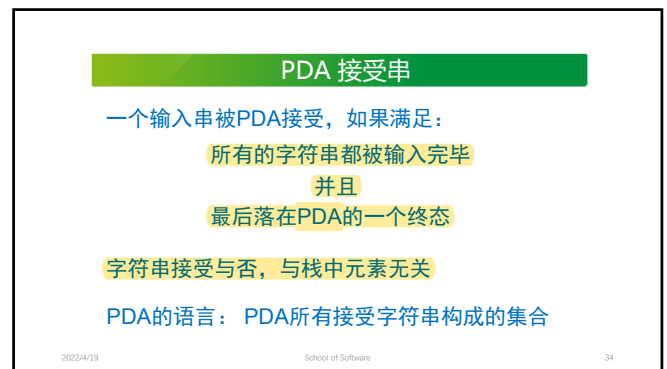 PDA 接受串
一个输入串被PDA接受，如果满足：
所有的字符串都被输入完毕
并且
最后落在PDA的一个终态
字符串接受与否，与栈中元素无关
PDA的语言： PDA所有接受字符串构成的集合
2022/4/19 School of Software 34